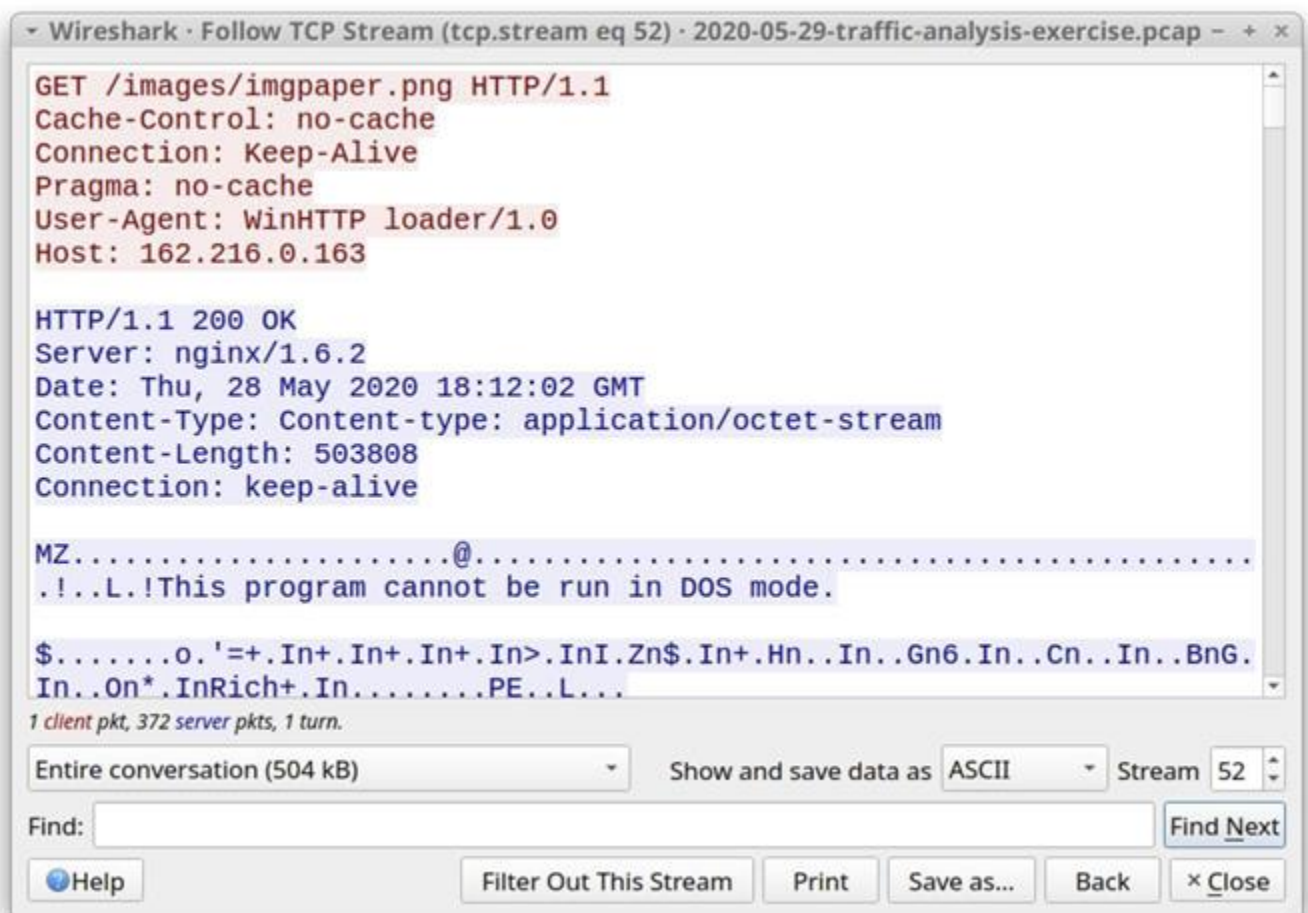 Wireshark · Follow TCP Stream (tcp.stream eq 52) · 2020-05-29-traffic-analysis-exercise.pcap
GET /images/imgpaper.png HTTP/1.1
Cache-Control: no-cache
Connection: Keep-Alive
Pragma: no-cache
User-Agent: WinHTTP loader/1.0
Host: 162.216.0.163
HTTP/1.1 200 OK
Server: nginx/1.6.2
Date: Thu, 28 May 2020 18:12:02 GMT
Content-Type: Content-type: application/octet-stream
Content-Length: 503808
Connection: keep-alive
MZ......................@.............................................
.!..L.!This program cannot be run in DOS mode.
$.......o.'=+.In+.In+.In+.In>.InI.Zn$.In+.Hn..In..Gn6.In..Cn..In..BnG.
In..On*.InRich+.In........PE..L...
1 client pkt, 372 server pkts, 1 turn.
Entire conversation (504 kB) Show and save data as ASCII Stream 52
Find: Find Next
Help Filter Out This Stream Print Save as... Back × Close